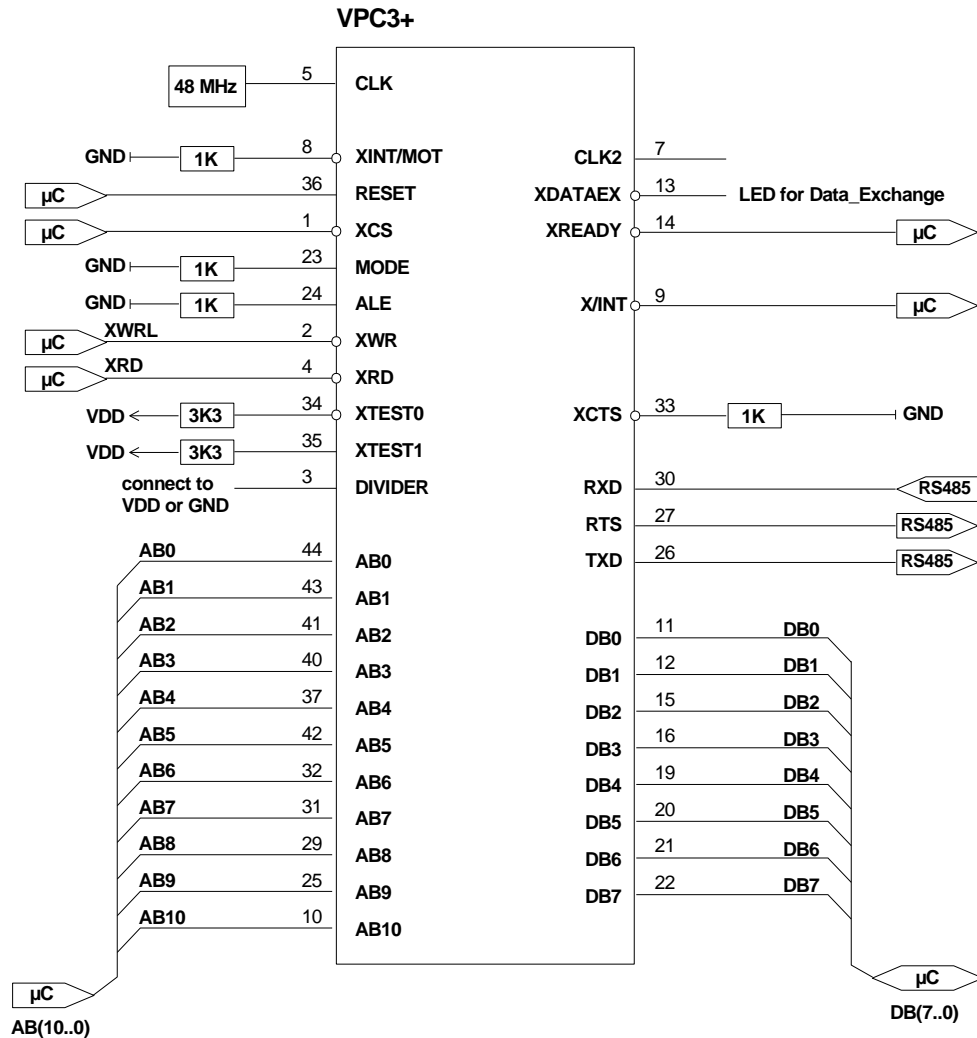 VPC3+
48 MHz 5 CLK
GND 1K 8 XINT/MOT CLK2 7
µC 36 RESET XDATAEX 13 LED for Data_Exchange
µC 1 XCS XREADY 14 µC
GND 1K 23 MODE
GND 1K 24 ALE X/INT 9 µC
µC XWRL 2 XWR
µC XRD 4 XRD
VDD 3K3 34 XTEST0 XCTS 33 1K GND
VDD 3K3 35 XTEST1
connect to 3 DIVIDER RXD 30 RS485
VDD or GND
RTS 27 RS485
AB0 44 AB0 TXD 26 RS485
AB1 43 AB1
AB2 41 AB2 DB0 11 DB0
AB3 40 AB3 DB1 12 DB1
AB4 37 AB4 DB2 15 DB2
AB5 42 AB5 DB3 16 DB3
AB6 32 AB6 DB4 19 DB4
AB7 31 AB7 DB5 20 DB5
AB8 29 AB8 DB6 21 DB6
AB9 25 AB9 DB7 22 DB7
AB10 10 AB10
µC µC
AB(10..0) DB(7..0)